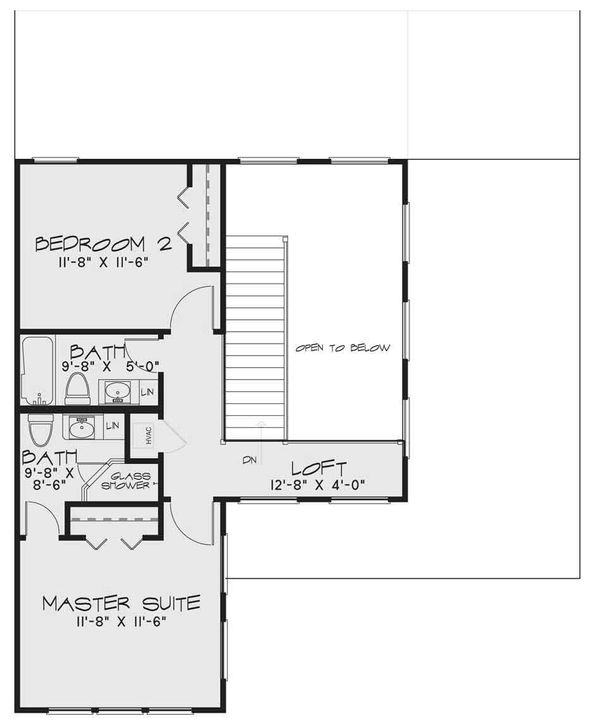 BEDROOM 2
11'-8" X 11'-6"
BATH
9'-8" X 5'-0"
LIN
OPEN TO BELOW
LIN
HVAC
BATH
9'-8" X
8'-6"
GLASS
SHOWER
DN
LOFT
12'-8" X 4'-0"
MASTER SUITE
11'-8" X 11'-6"